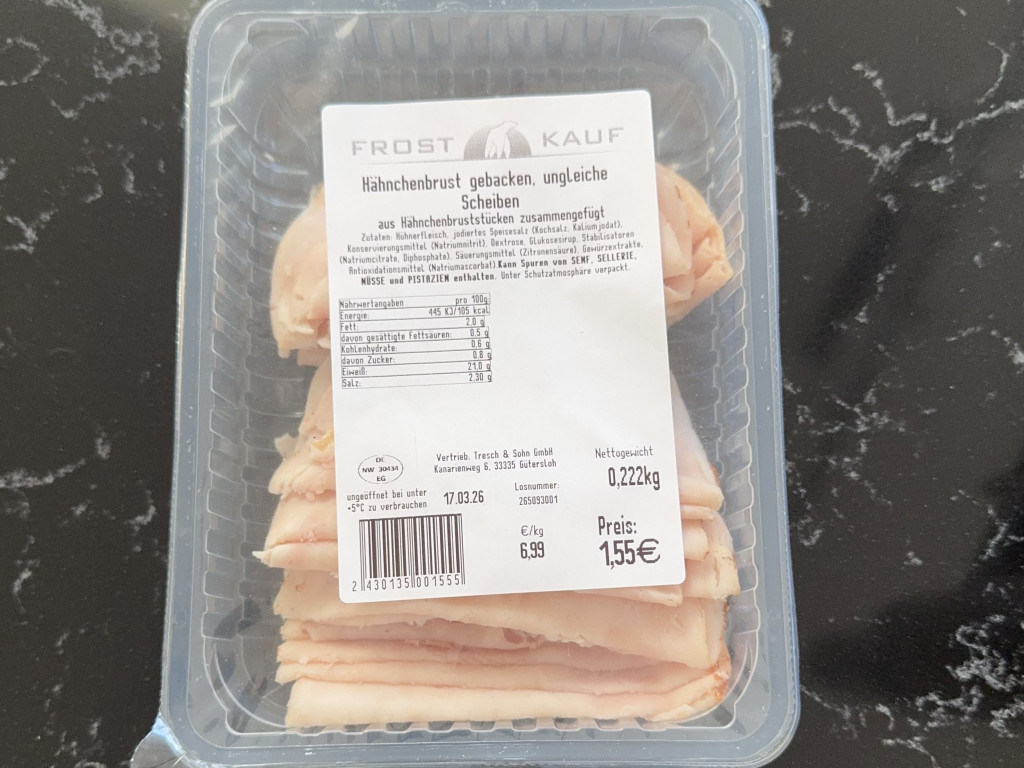 FROST KAUF
Hähnchenbrust gebacken, ungleiche
Scheiben
aus Hähnchenbruststücken zusammengefügt
Zutaten: Hühnerfleisch, jodiertes Speisesalz (Kochsalz, Kaliumjodat),
Konservierungsmittel (Natriumnitrit), Dextrose, Glukosesirup, Stabilisatoren
(Natriumcitrate, Diphosphate), Säuerungsmittel (Zitronensäure), Gewürzextrakte,
Antioxidationsmittel (Natriumascorbat).Kann Spuren von SENF, SELLERIE,
NÜSSE und PISTAZIEN enthalten. Unter Schutzatmosphäre verpackt.
Nährwertangaben pro 100g
Energie: 445 KJ/105 kcal
Fett: 2,0 g
davon gesättigte Fettsäuren: 0,5 g
Kohlenhydrate: 0,6 g
davon Zucker: 0,8 g
Eiweiß: 21,0 g
Salz: 2,30 g
DE
NW 30434
EG
Vertrieb. Tresch & Sohn GmbH
Kanarienweg 6, 33335 Gütersloh
Nettogewicht
0,222kg
ungeöffnet bei unter
+5°C zu verbrauchen
17.03.26
Losnummer:
265093001
€/kg
6,99
Preis:
1,55€
2 430135 001555